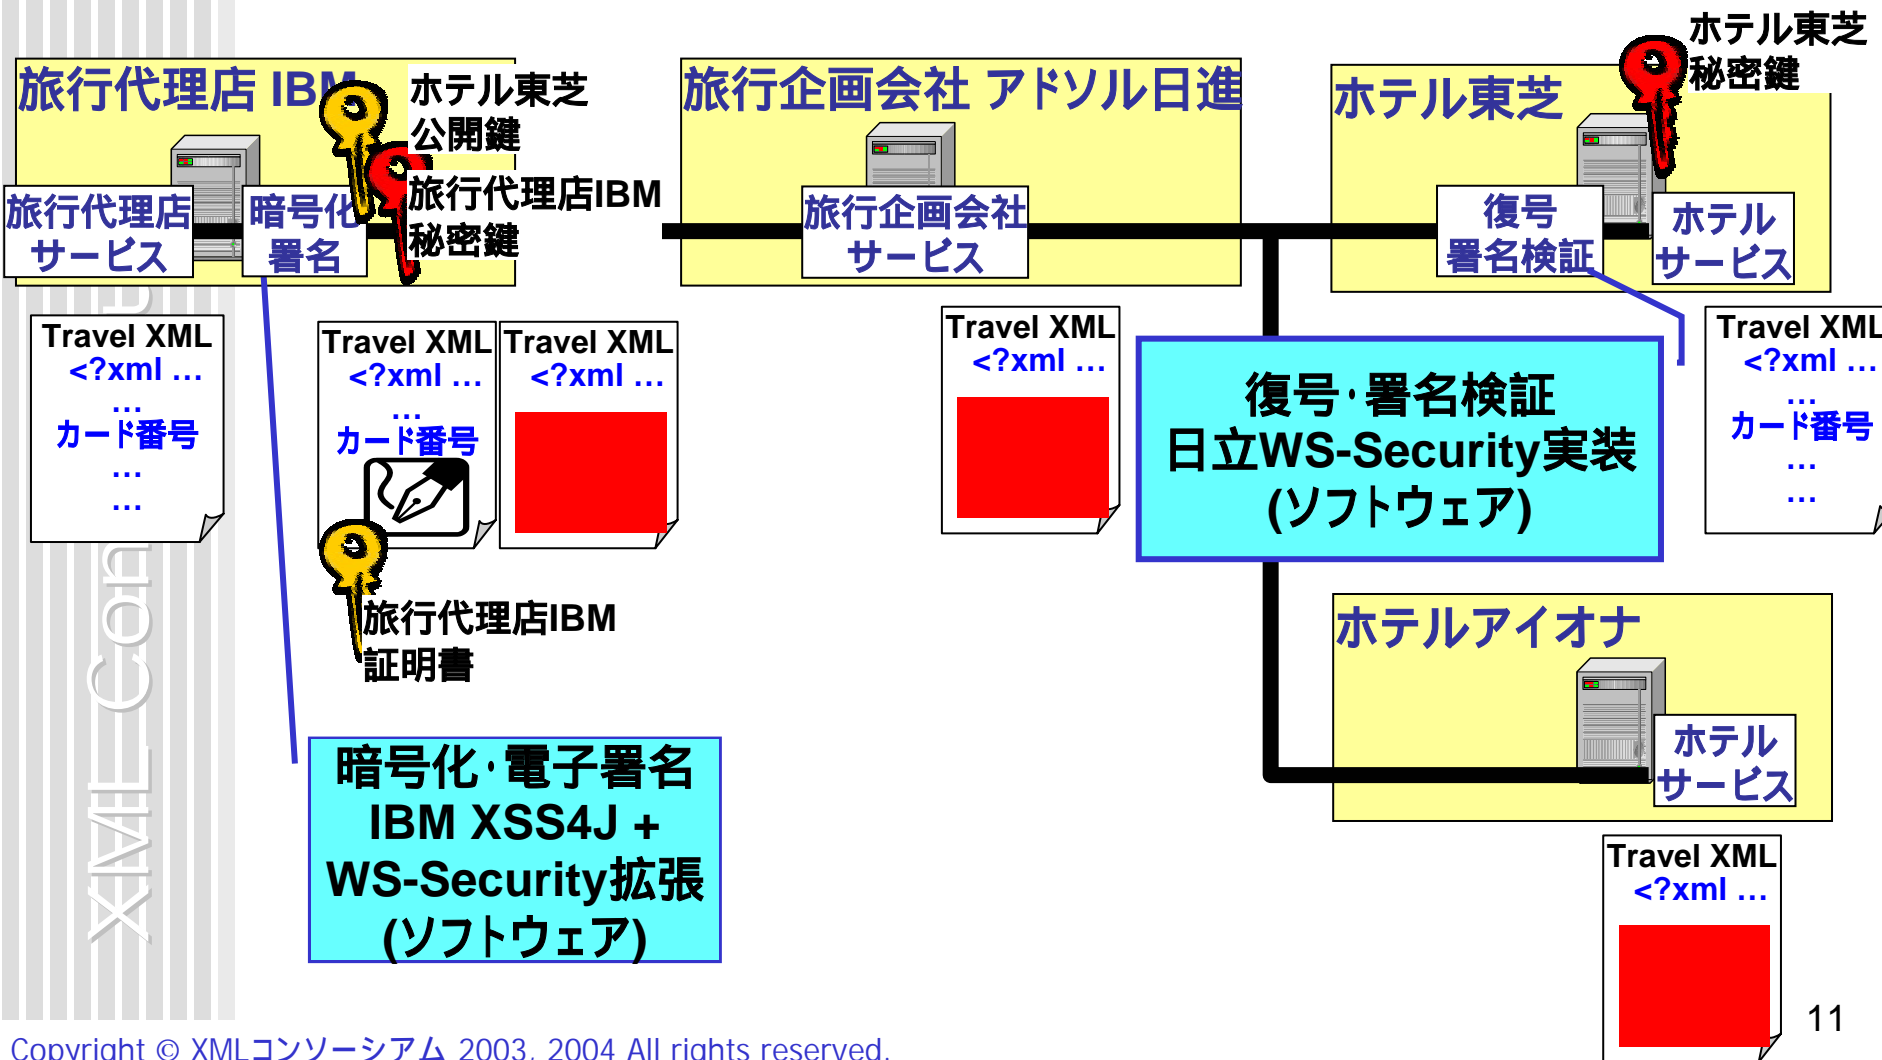 旅行代理店 IBM
ホテル東芝
公開鍵
旅行代理店IBM
秘密鍵
旅行代理店
サービス
暗号化
署名
旅行企画会社 アドソル日進
旅行企画会社
サービス
ホテル東芝
ホテル東芝
秘密鍵
復号
署名検証
ホテル
サービス
Travel XML
<?xml …
…
カード番号
…
…
Travel XML
<?xml …
…
カード番号
Travel XML
<?xml …
旅行代理店IBM
証明書
Travel XML
<?xml …
復号・署名検証
日立WS-Security実装
(ソフトウェア)
Travel XML
<?xml …
…
カード番号
…
…
暗号化・電子署名
IBM XSS4J +
WS-Security拡張
(ソフトウェア)
ホテルアイオナ
ホテル
サービス
Travel XML
<?xml …
XML Con
11
Copyright © XMLコンソーシアム 2003, 2004 All rights reserved.